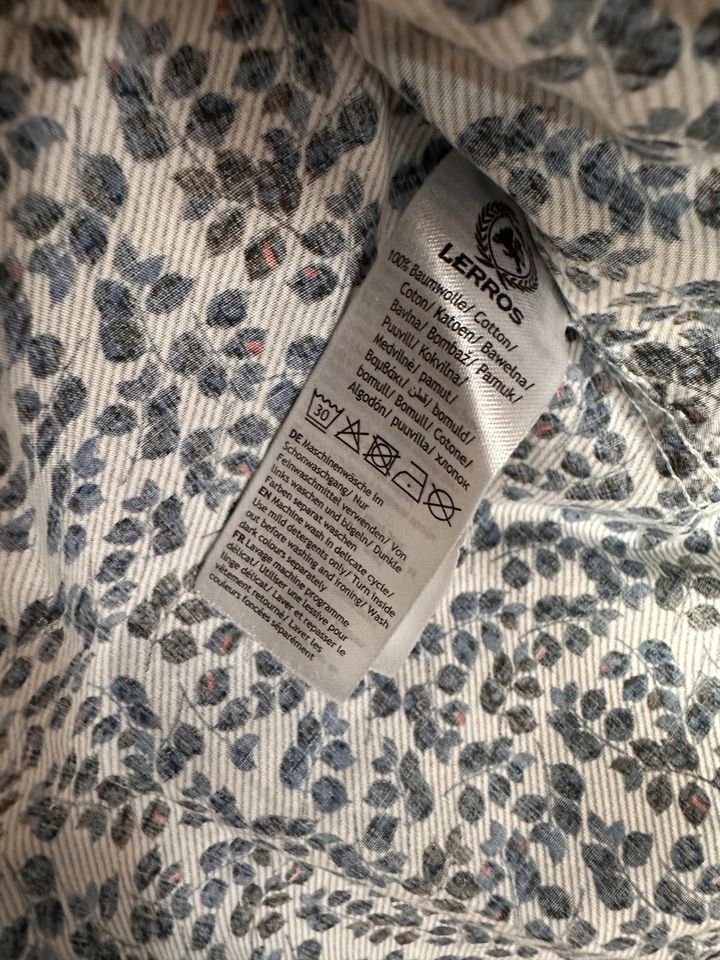 LERROS
100% Baumwolle/ Cotton/
Coton/ Katoen/ Bawełna/
Bavlna/ Bombaž/ Pamuk/
Puuvill/ Kokvilna/
Medvilnė/ pamut/
Βαμβάκι/ قطن/ bomuld/
bomull/ Bomull/ Cotone/
Algodón/ puuvilla/ хлопок
30
DE Maschinenwäsche im
Schonwaschgang/ Nur
Feinwaschmittel verwenden/ Von
links waschen und bügeln/ Dunkle
Farben separat waschen
EN Machine wash in delicate cycle/
Use mild detergents only/ Turn inside
out before washing and ironing/ Wash
dark colours separately
FR Lavage machine programme
délicat/ Utiliser une lessive pour
linge délicat/ Laver et repasser le
vêtement retourné/ Laver les
couleurs foncées séparément